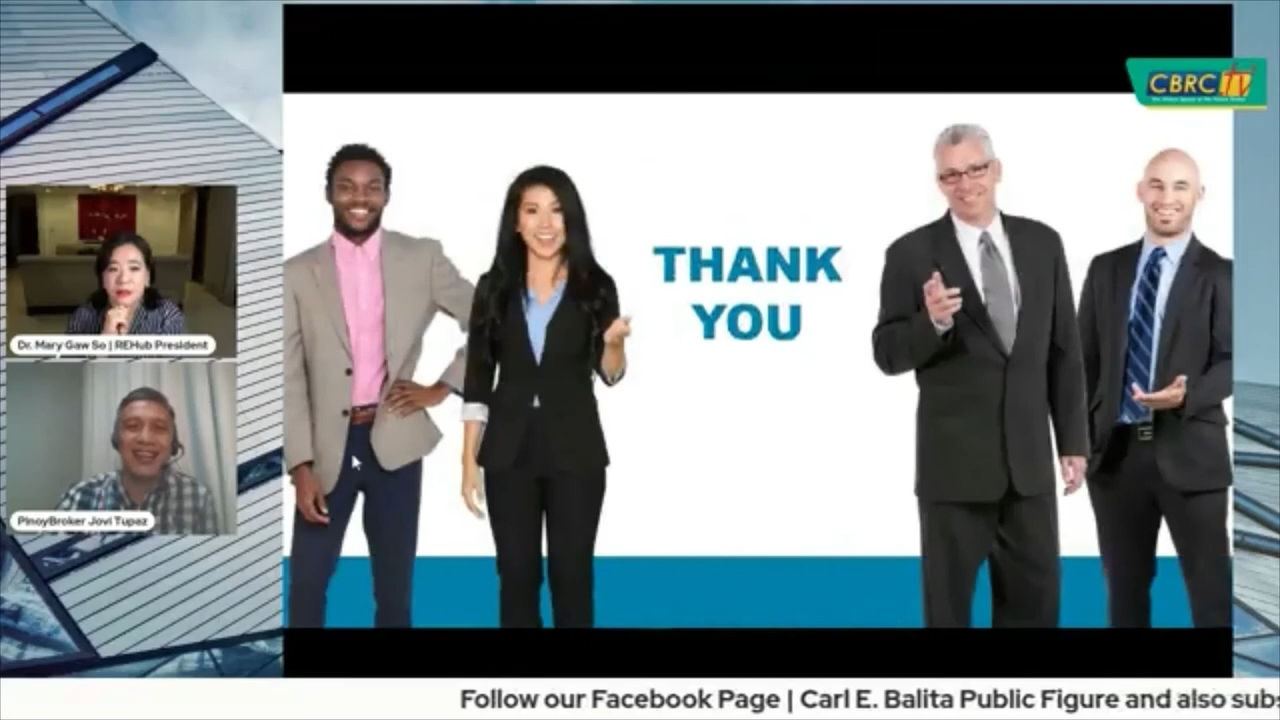 CBRC tv
Dr. Mary Gaw So | REHub President
PinoyBroker Jovi Tupaz
THANK
YOU
Follow our Facebook Page | Carl E. Balita Public Figure and also subs